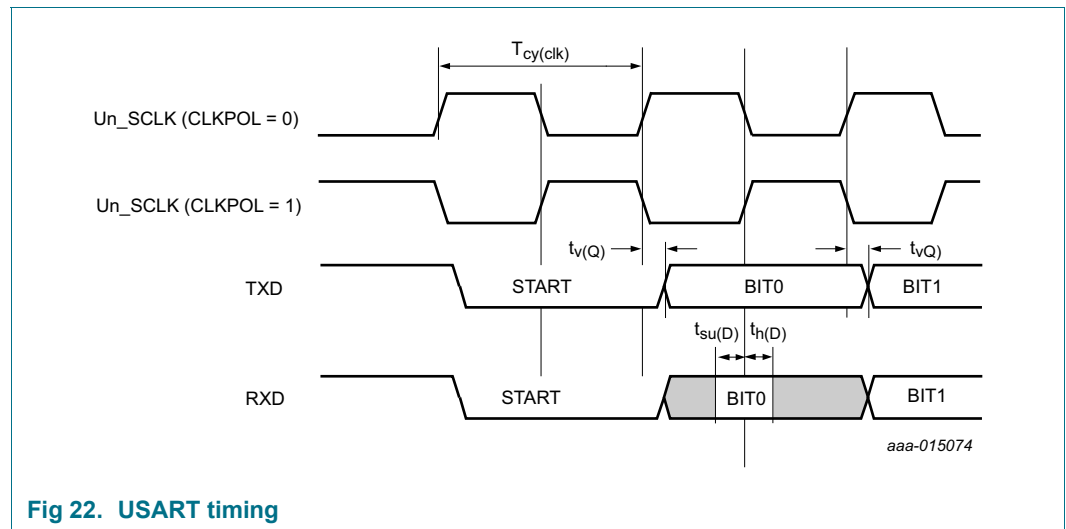 Tcy(clk)
Un_SCLK (CLKPOL = 0)
Un_SCLK (CLKPOL = 1)
tv(Q)
tvQ)
TXD
START
BIT0
BIT1
tsu(D)
th(D)
RXD
START
BIT0
BIT1
aaa-015074
Fig 22. USART timing